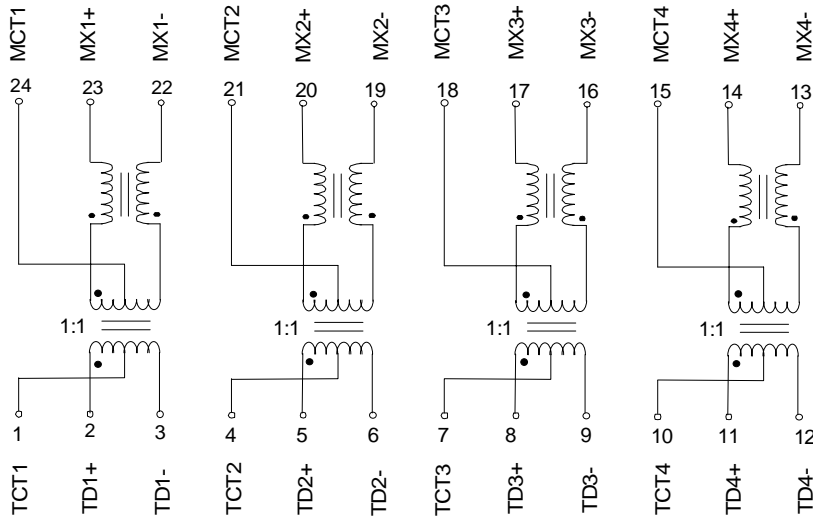 MCT1 MX1+ MX1- MCT2 MX2+ MX2- MCT3 MX3+ MX3- MCT4 MX4+ MX4-
24 23 22 21 20 19 18 17 16 15 14 13
1:1 1:1 1:1 1:1
1 2 3 4 5 6 7 8 9 10 11 12
TCT1 TD1+ TD1- TCT2 TD2+ TD2- TCT3 TD3+ TD3- TCT4 TD4+ TD4-